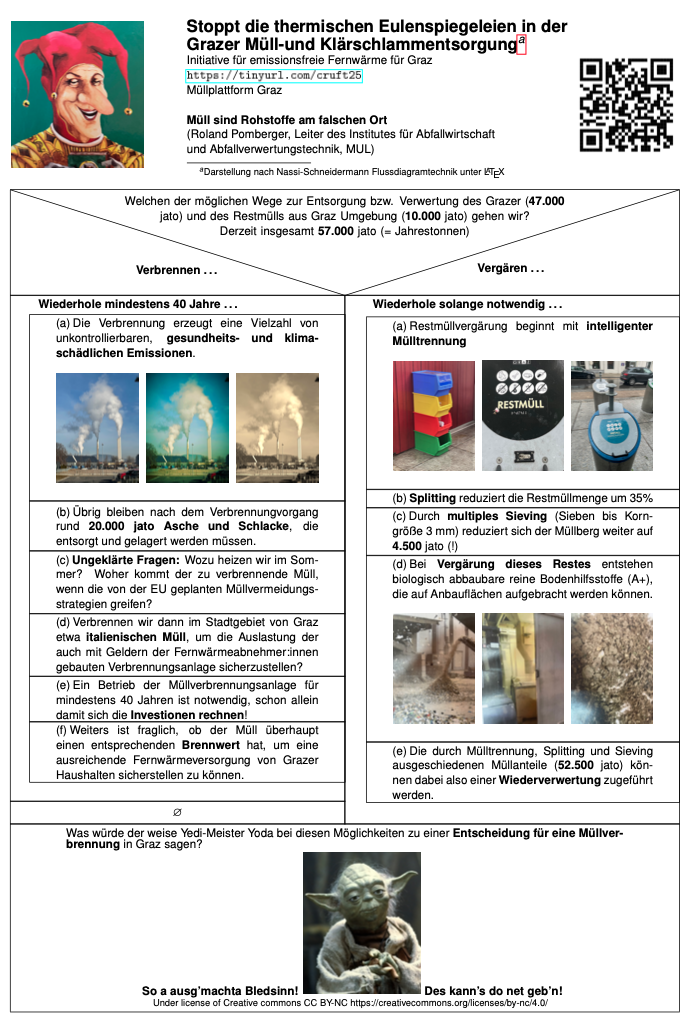 Stoppt die thermischen Eulenspiegeleien in der
Grazer Müll-und Klärschlammentsorgung^a
Initiative für emissionsfreie Fernwärme für Graz
https://tinyurl.com/cruft25
Müllplattform Graz
Müll sind Rohstoffe am falschen Ort
(Roland Pomberger, Leiter des Institutes für Abfallwirtschaft
und Abfallverwertungstechnik, MUL)
^aDarstellung nach Nassi-Schneidermann Flussdiagramtechnik unter LATEX
Welchen der möglichen Wege zur Entsorgung bzw. Verwertung des Grazer (47.000
jato) und des Restmülls aus Graz Umgebung (10.000 jato) gehen wir?
Derzeit insgesamt 57.000 jato (= Jahrestonnen)
Verbrennen ...
Vergären ...
Wiederhole mindestens 40 Jahre ...
(a) Die Verbrennung erzeugt eine Vielzahl von
unkontrollierbaren, gesundheits- und klima-
schädlichen Emissionen.
(b) Übrig bleiben nach dem Verbrennungvorgang
rund 20.000 jato Asche und Schlacke, die
entsorgt und gelagert werden müssen.
(c) Ungeklärte Fragen: Wozu heizen wir im Som-
mer? Woher kommt der zu verbrennende Müll,
wenn die von der EU geplanten Müllvermeidungs-
strategien greifen?
(d) Verbrennen wir dann im Stadtgebiet von Graz
etwa italienischen Müll, um die Auslastung der
auch mit Geldern der Fernwärmeabnehmer:innen
gebauten Verbrennungsanlage sicherzustellen?
(e) Ein Betrieb der Müllverbrennungsanlage für
mindestens 40 Jahren ist notwendig, schon allein
damit sich die Investionen rechnen!
(f) Weiters ist fraglich, ob der Müll überhaupt
einen entsprechenden Brennwert hat, um eine
ausreichende Fernwärmeversorgung von Grazer
Haushalten sicherstellen zu können.
∅
Wiederhole solange notwendig ...
(a) Restmüllvergärung beginnt mit intelligenter
Mülltrennung
RESTMÜLL
(b) Splitting reduziert die Restmüllmenge um 35%
(c) Durch multiples Sieving (Sieben bis Korn-
größe 3 mm) reduziert sich der Müllberg weiter auf
4.500 jato (!)
(d) Bei Vergärung dieses Restes entstehen
biologisch abbaubare reine Bodenhilfsstoffe (A+),
die auf Anbauflächen aufgebracht werden können.
(e) Die durch Mülltrennung, Splitting und Sieving
ausgeschiedenen Müllanteile (52.500 jato) kön-
nen dabei also einer Wiederverwertung zugeführt
werden.
Was würde der weise Yedi-Meister Yoda bei diesen Möglichkeiten zu einer Entscheidung für eine Müllver-
brennung in Graz sagen?
So a ausg'machta Bledsinn! Des kann's do net geb'n!
Under license of Creative commons CC BY-NC https://creativecommons.org/licenses/by-nc/4.0/